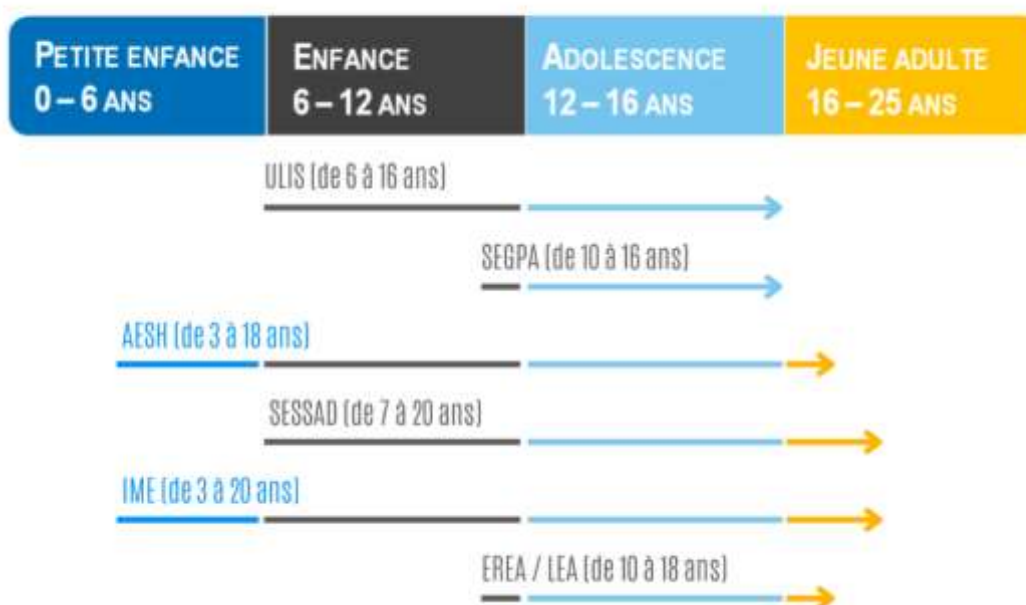 PETITE ENFANCE
0 – 6 ANS
ENFANCE
6 – 12 ANS
ADOLESCENCE
12 – 16 ANS
JEUNE ADULTE
16 – 25 ANS
ULIS (de 6 à 16 ans)
SEGPA (de 10 à 16 ans)
AESH (de 3 à 18 ans)
SESSAD (de 7 à 20 ans)
IME (de 3 à 20 ans)
EREA / LEA (de 10 à 18 ans)